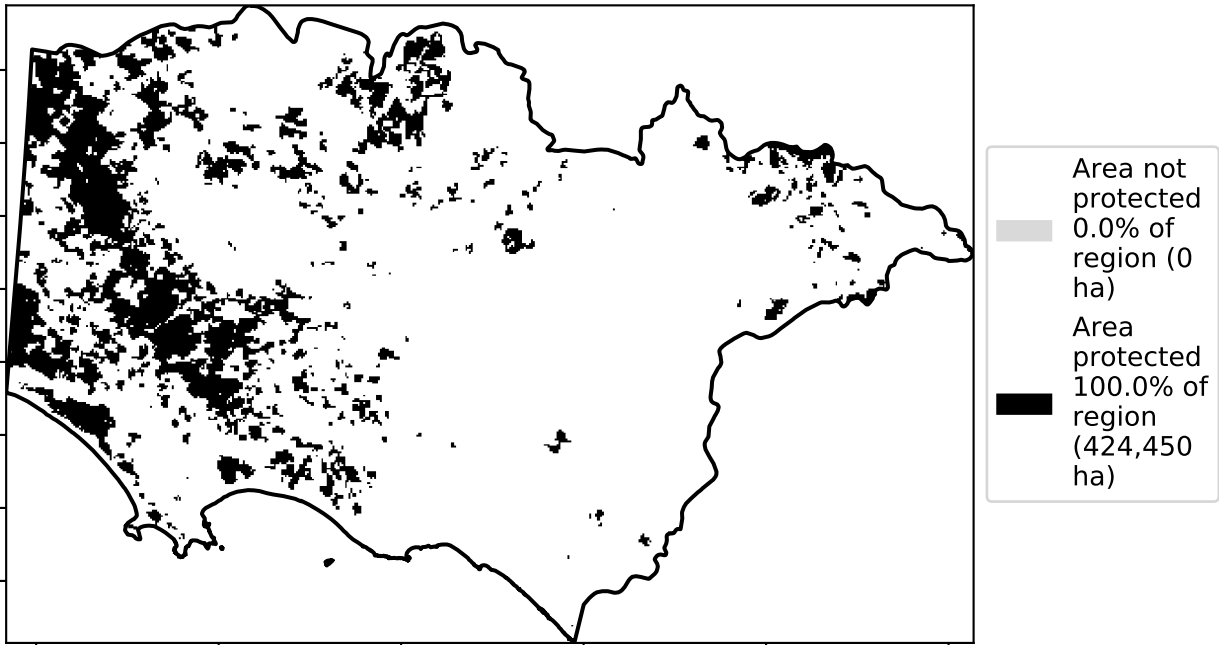 Area not
protected
0.0% of
region (0
ha)
Area
protected
100.0% of
region
(424,450
ha)